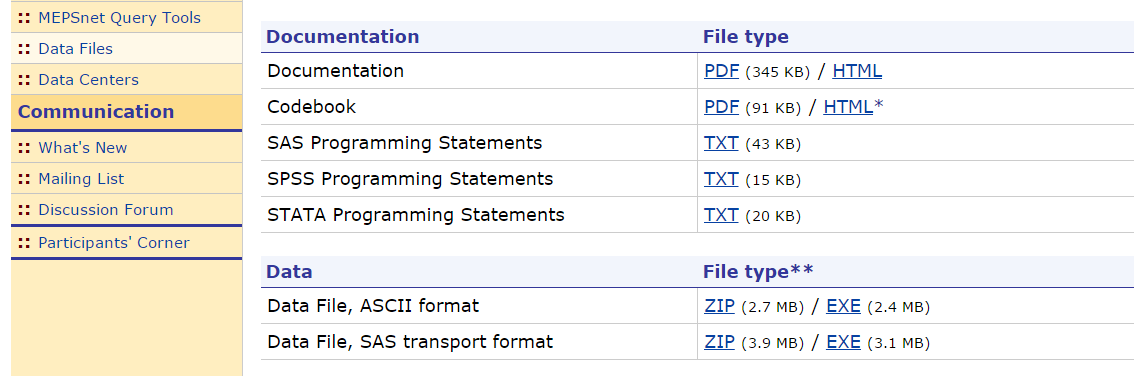 MEPSnet Query Tools
Data Files
Data Centers
Communication
What's New
Mailing List
Discussion Forum
Participants' Corner
Documentation File type
Documentation PDF (345 KB) / HTML
Codebook PDF (91 KB) / HTML*
SAS Programming Statements TXT (43 KB)
SPSS Programming Statements TXT (15 KB)
STATA Programming Statements TXT (20 KB)
Data File type**
Data File, ASCII format ZIP (2.7 MB) / EXE (2.4 MB)
Data File, SAS transport format ZIP (3.9 MB) / EXE (3.1 MB)